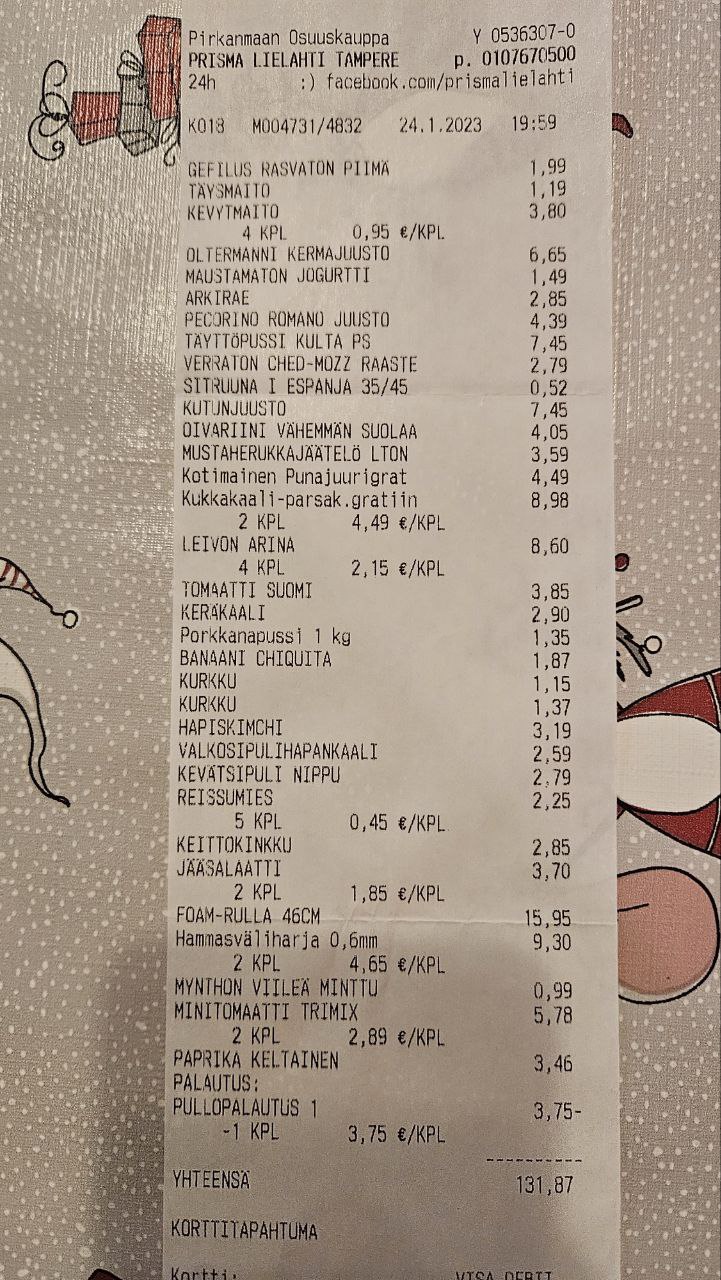 Pirkanmaan Osuuskauppa Y 0536307-0
PRISMA LIELAHTI TAMPERE p. 0107670500
24h :) facebook.com/prismalielahti
K018 M004731/4832 24.1.2023 19:59
GEFILUS RASVATON PIIMÄ 1,99
TÄYSMAITO 1,19
KEVYTMAITO 3,80
4 KPL 0,95 €/KPL
OLTERMANNI KERMAJUUSTO 6,65
MAUSTAMATON JOGURTTI 1,49
ARKIRAE 2,85
PECORINO ROMANO JUUSTO 4,39
TÄYTTÖPUSSI KULTA PS 7,45
VERRATON CHED-MOZZ RAASTE 2,79
SITRUUNA I ESPANJA 35/45 0,52
KUTUNJUUSTO 7,45
OIVARIINI VÄHEMMÄN SUOLAA 4,05
MUSTAHERUKKAJÄÄTELÖ LTON 3,59
Kotimainen Punajuurigrat 4,49
Kukkakaali-parsak.gratiin 8,98
2 KPL 4,49 €/KPL
LEIVON ARINA 8,60
4 KPL 2,15 €/KPL
TOMAATTI SUOMI 3,85
KERÄKAALI 2,90
Porkkanapussi 1 kg 1,35
BANAANI CHIQUITA 1,87
KURKKU 1,15
KURKKU 1,37
HAPISKIMCHI 3,19
VALKOSIPULIHAPANKAALI 2,59
KEVÄTSIPULI NIPPU 2,79
REISSUMIES 2,25
5 KPL 0,45 €/KPL
KEITTOKINKKU 2,85
JÄÄSALAATTI 3,70
2 KPL 1,85 €/KPL
FOAM-RULLA 46CM 15,95
Hammasväliharja 0,6mm 9,30
2 KPL 4,65 €/KPL
MYNTHON VIILEÄ MINTTU 0,99
MINITOMAATTI TRIMIX 5,78
2 KPL 2,89 €/KPL
PAPRIKA KELTAINEN 3,46
PALAUTUS:
PULLOPALAUTUS 1 3,75-
-1 KPL 3,75 €/KPL
----------
YHTEENSÄ 131,87
KORTTITAPAHTUMA
Kortti: VISA DEBIT